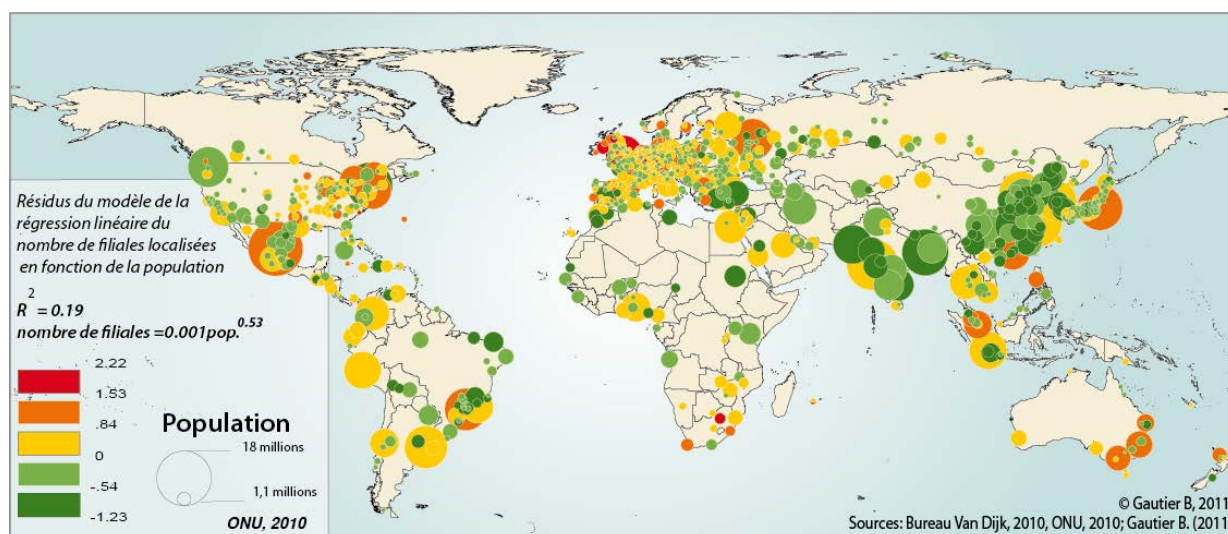 Résidus du modèle de la
régression linéaire du
nombre de filiales localisées
en fonction de la population
R² = 0.19
nombre de filiales =0.001pop.^0.53
2.22
1.53
.84
0
-.54
-1.23
Population
18 millions
1,1 millions
ONU, 2010
© Gautier B, 2011
Sources: Bureau Van Dijk, 2010, ONU, 2010; Gautier B. (2011